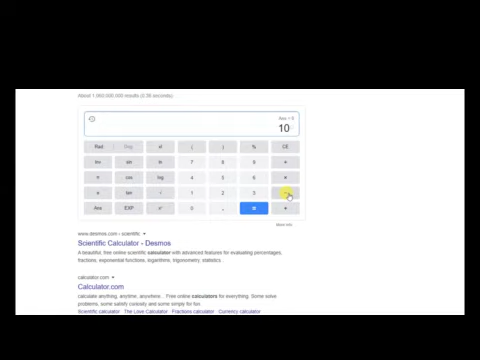 About 1,960,000,000 results (0.38 seconds)
Ans = 0
10
Rad | Deg x! ( ) % CE
Inv sin ln 7 8 9 ÷
π cos log 4 5 6 ×
e tan √ 1 2 3 −
Ans EXP xʸ 0 . = +
More info
www.desmos.com › scientific
Scientific Calculator - Desmos
A beautiful, free online scientific calculator with advanced features for evaluating percentages,
fractions, exponential functions, logarithms, trigonometry, statistics ...
calculator.com
Calculator.com
calculate anything, anytime, anywhere... Free online calculators for everything. Some solve
problems, some satisfy curiosity and some simply for fun.
Scientific calculator · The Love Calculator · Fractions calculator · Currency calculator